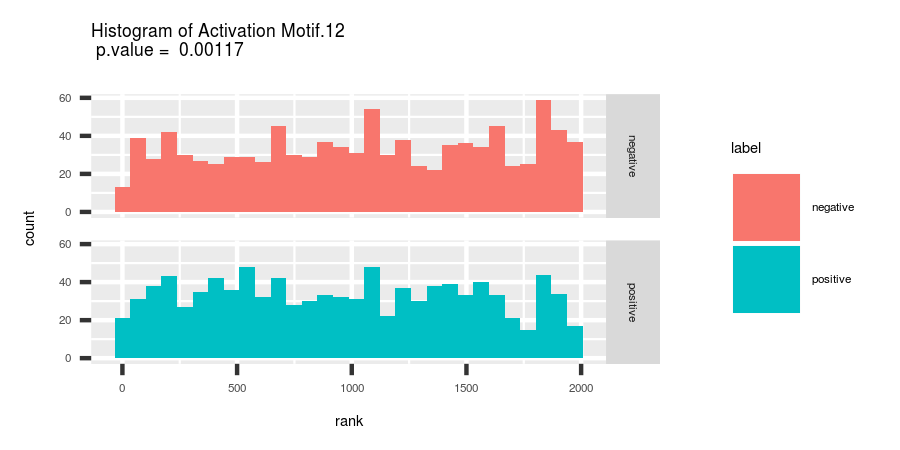 Histogram of Activation Motif.12
p.value = 0.00117
60
40
20
0
negative
60
40
20
0
positive
0 500 1000 1500 2000
rank
count
label
negative
positive